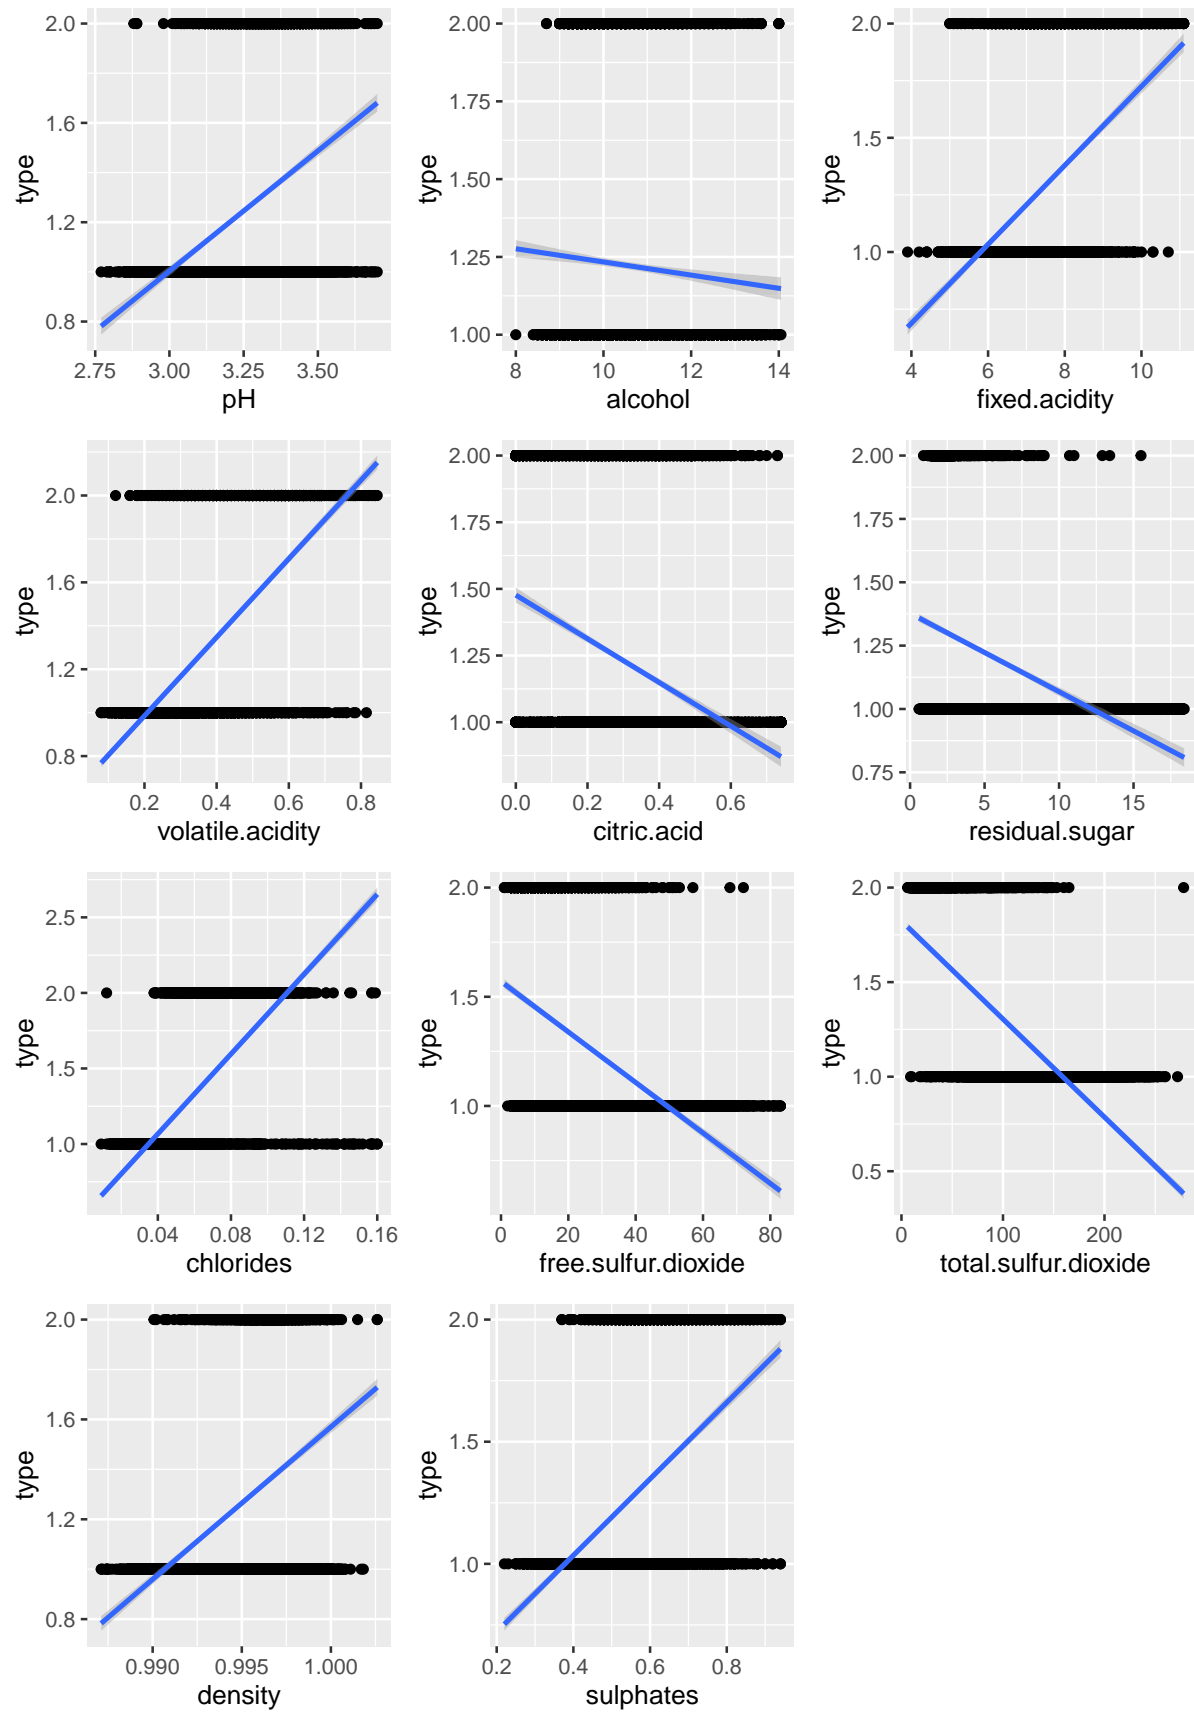 2.00
1.6
1.2
0.8
type
2.75 3.00 3.25 3.50
pH
2.00
1.75
1.50
1.25
1.00
type
8 10 12 14
alcohol
2.0
1.5
1.0
type
4 6 8 10
fixed.acidity
2.0
1.6
1.2
0.8
type
0.2 0.4 0.6 0.8
volatile.acidity
2.00
1.75
1.50
1.25
1.00
type
0.0 0.2 0.4 0.6
citric.acid
2.00
1.75
1.50
1.25
1.00
0.75
type
0 5 10 15
residual.sugar
2.5
2.0
1.5
1.0
type
0.04 0.08 0.12 0.16
chlorides
2.0
1.5
1.0
type
0 20 40 60 80
free.sulfur.dioxide
2.0
1.5
1.0
0.5
type
0 100 200
total.sulfur.dioxide
2.0
1.6
1.2
0.8
type
0.990 0.995 1.000
density
2.0
1.5
1.0
type
0.2 0.4 0.6 0.8
sulphates